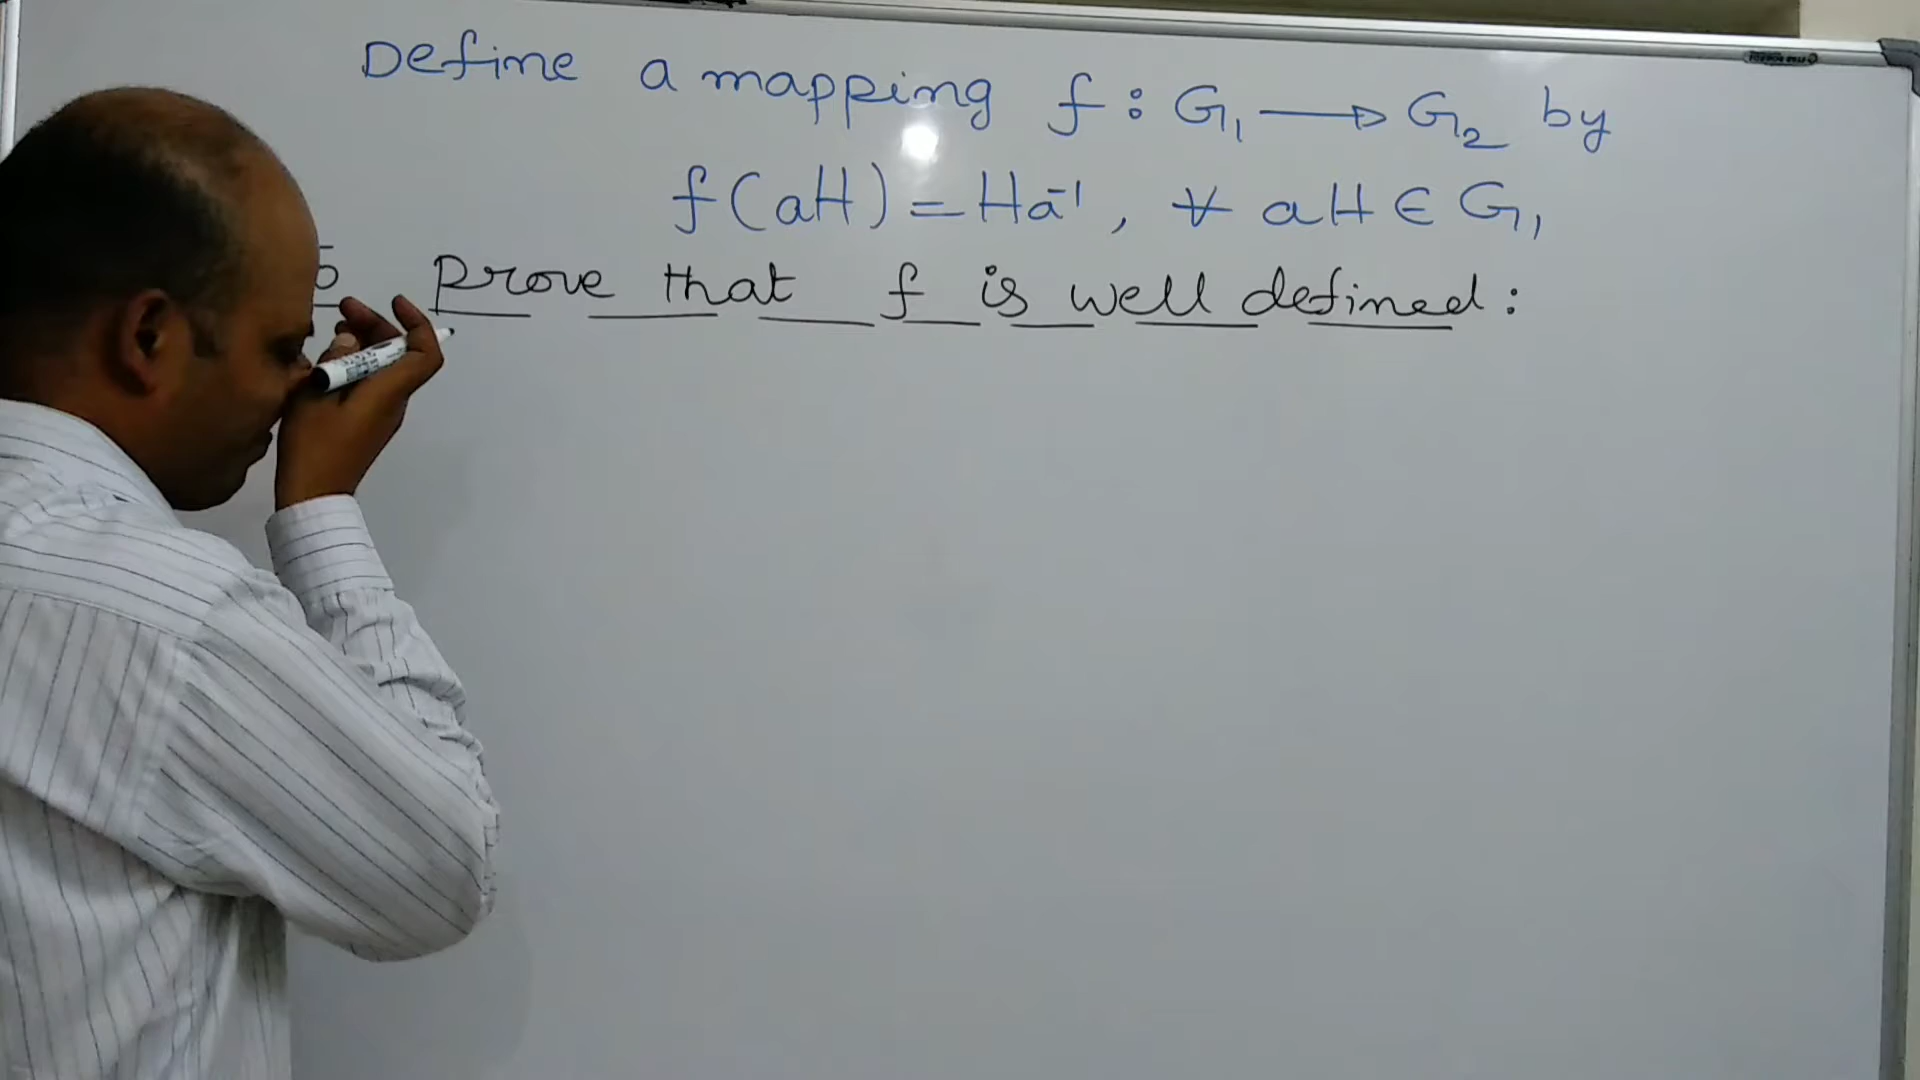 Define a mapping f : G₁ → G₂ by
f(aH) = Ha⁻¹, ∀ aH ∈ G₁
Prove that f is well defined :